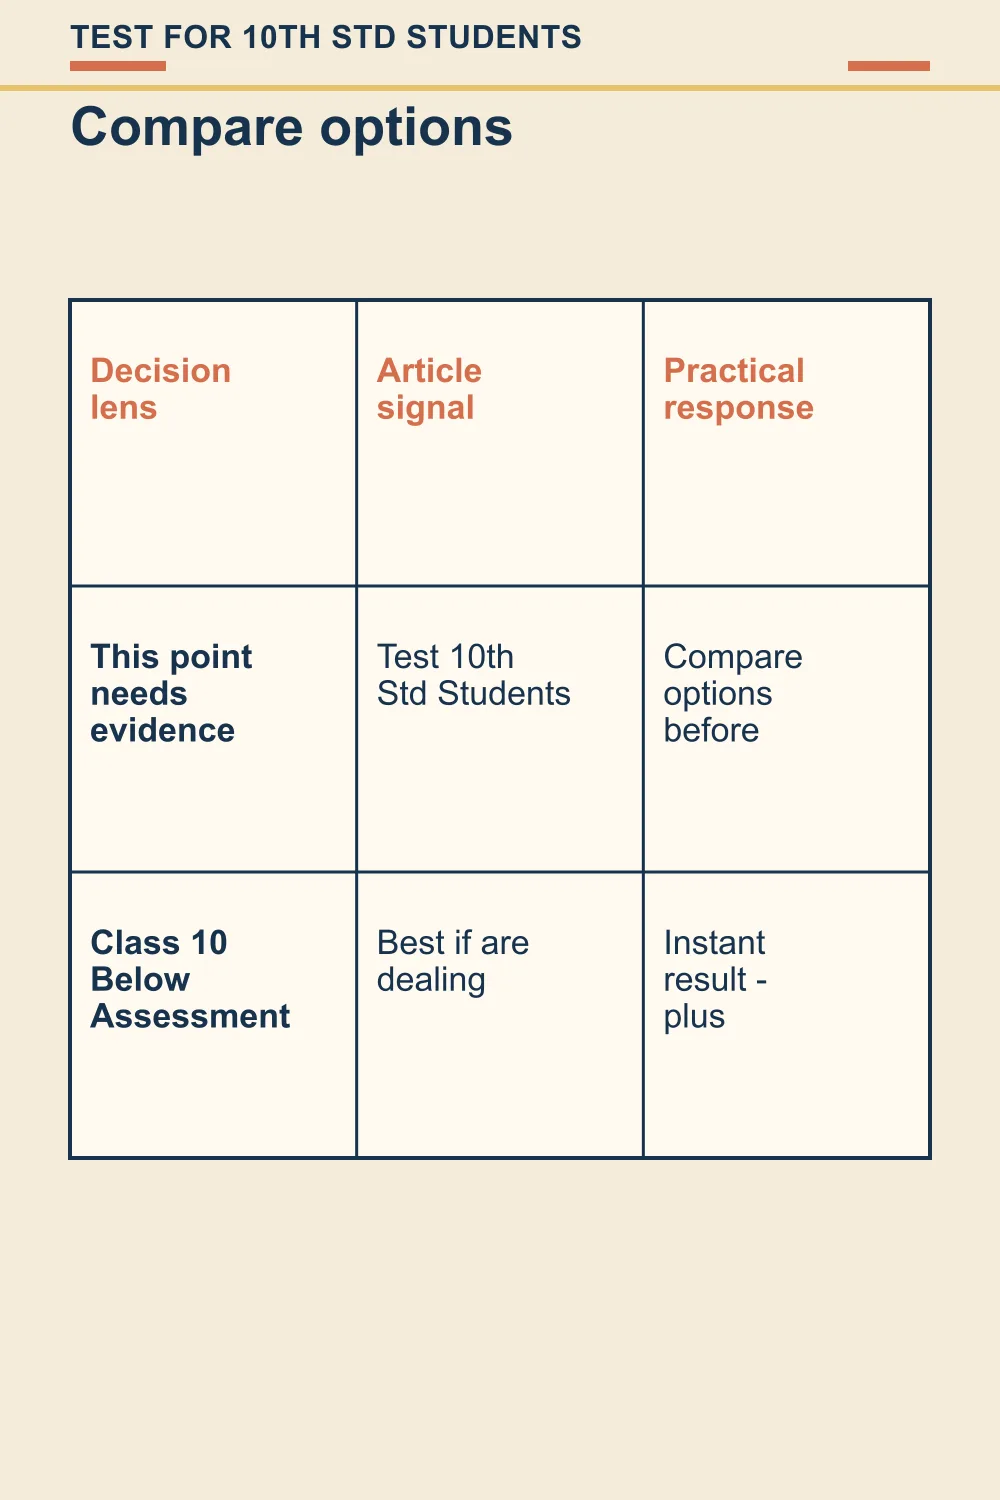 TEST FOR 10TH STD STUDENTS
Compare options
Decision
lens
Article
signal
Practical
response
This point
needs
evidence
Test 10th
Std Students
Compare
options
before
Class 10
Below
Assessment
Best if are
dealing
Instant
result -
plus